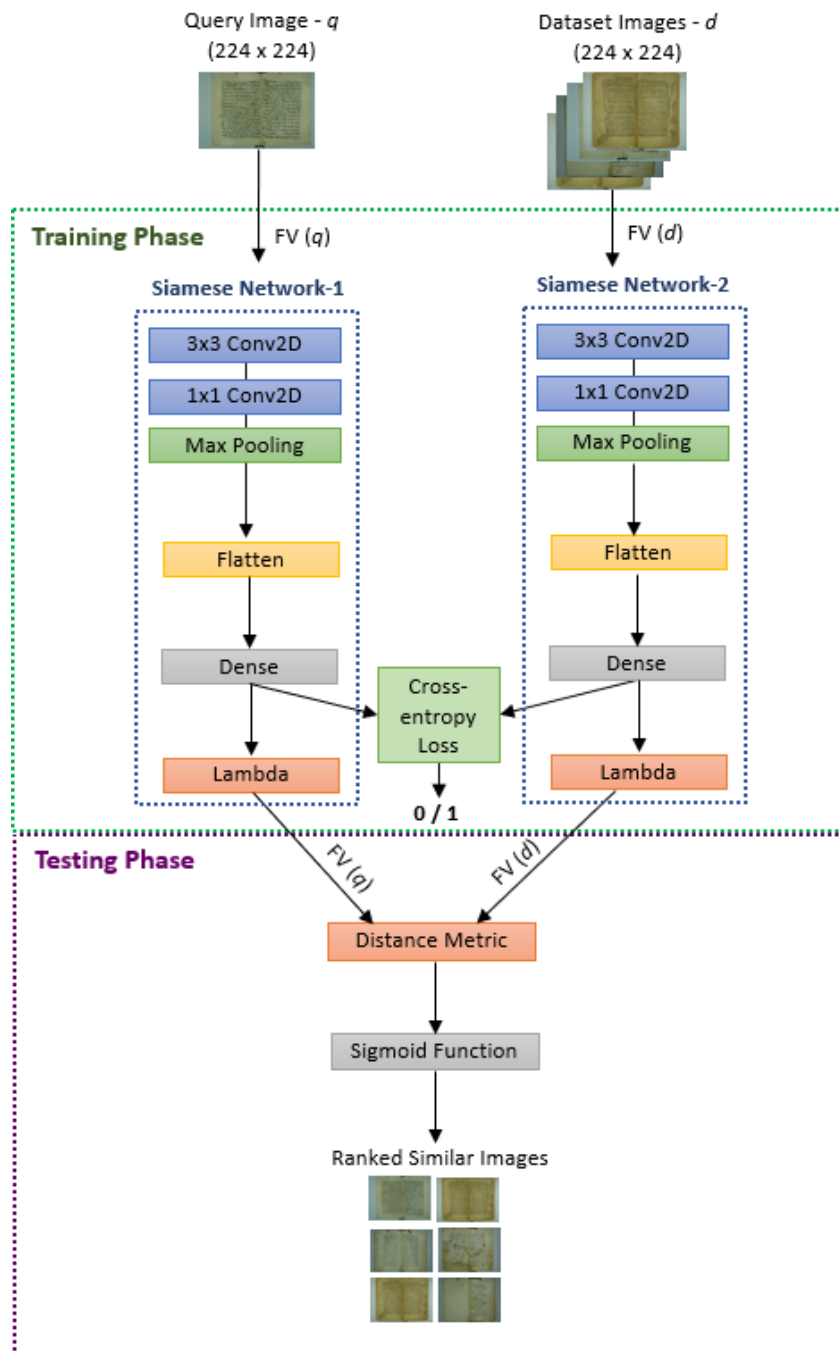 Query Image - q
(224 x 224)
Dataset Images - d
(224 x 224)
Training Phase
FV (q)
FV (d)
Siamese Network-1
3x3 Conv2D
1x1 Conv2D
Max Pooling
Flatten
Dense
Lambda
Siamese Network-2
3x3 Conv2D
1x1 Conv2D
Max Pooling
Flatten
Dense
Lambda
Cross-
entropy
Loss
0 / 1
Testing Phase
FV (q)
FV (d)
Distance Metric
Sigmoid Function
Ranked Similar Images